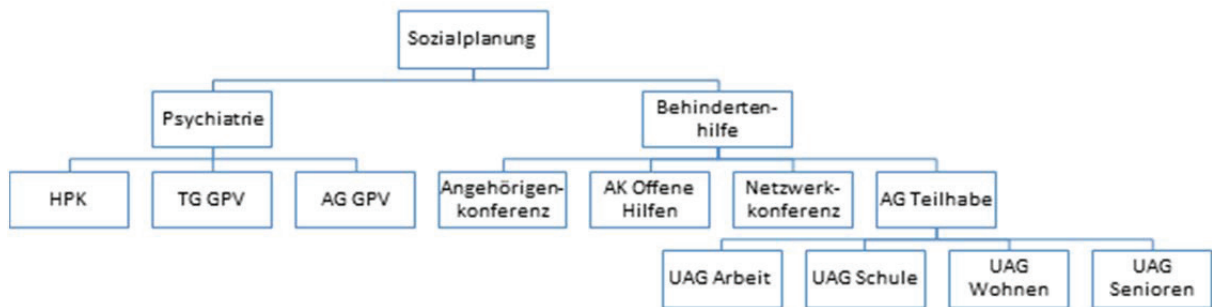 Sozialplanung
Psychiatrie
Behinderten-
hilfe
HPK
TG GPV
AG GPV
Angehörigen-
konferenz
AK Offene
Hilfen
Netzwerk-
konferenz
AG Teilhabe
UAG Arbeit
UAG Schule
UAG
Wohnen
UAG
Senioren